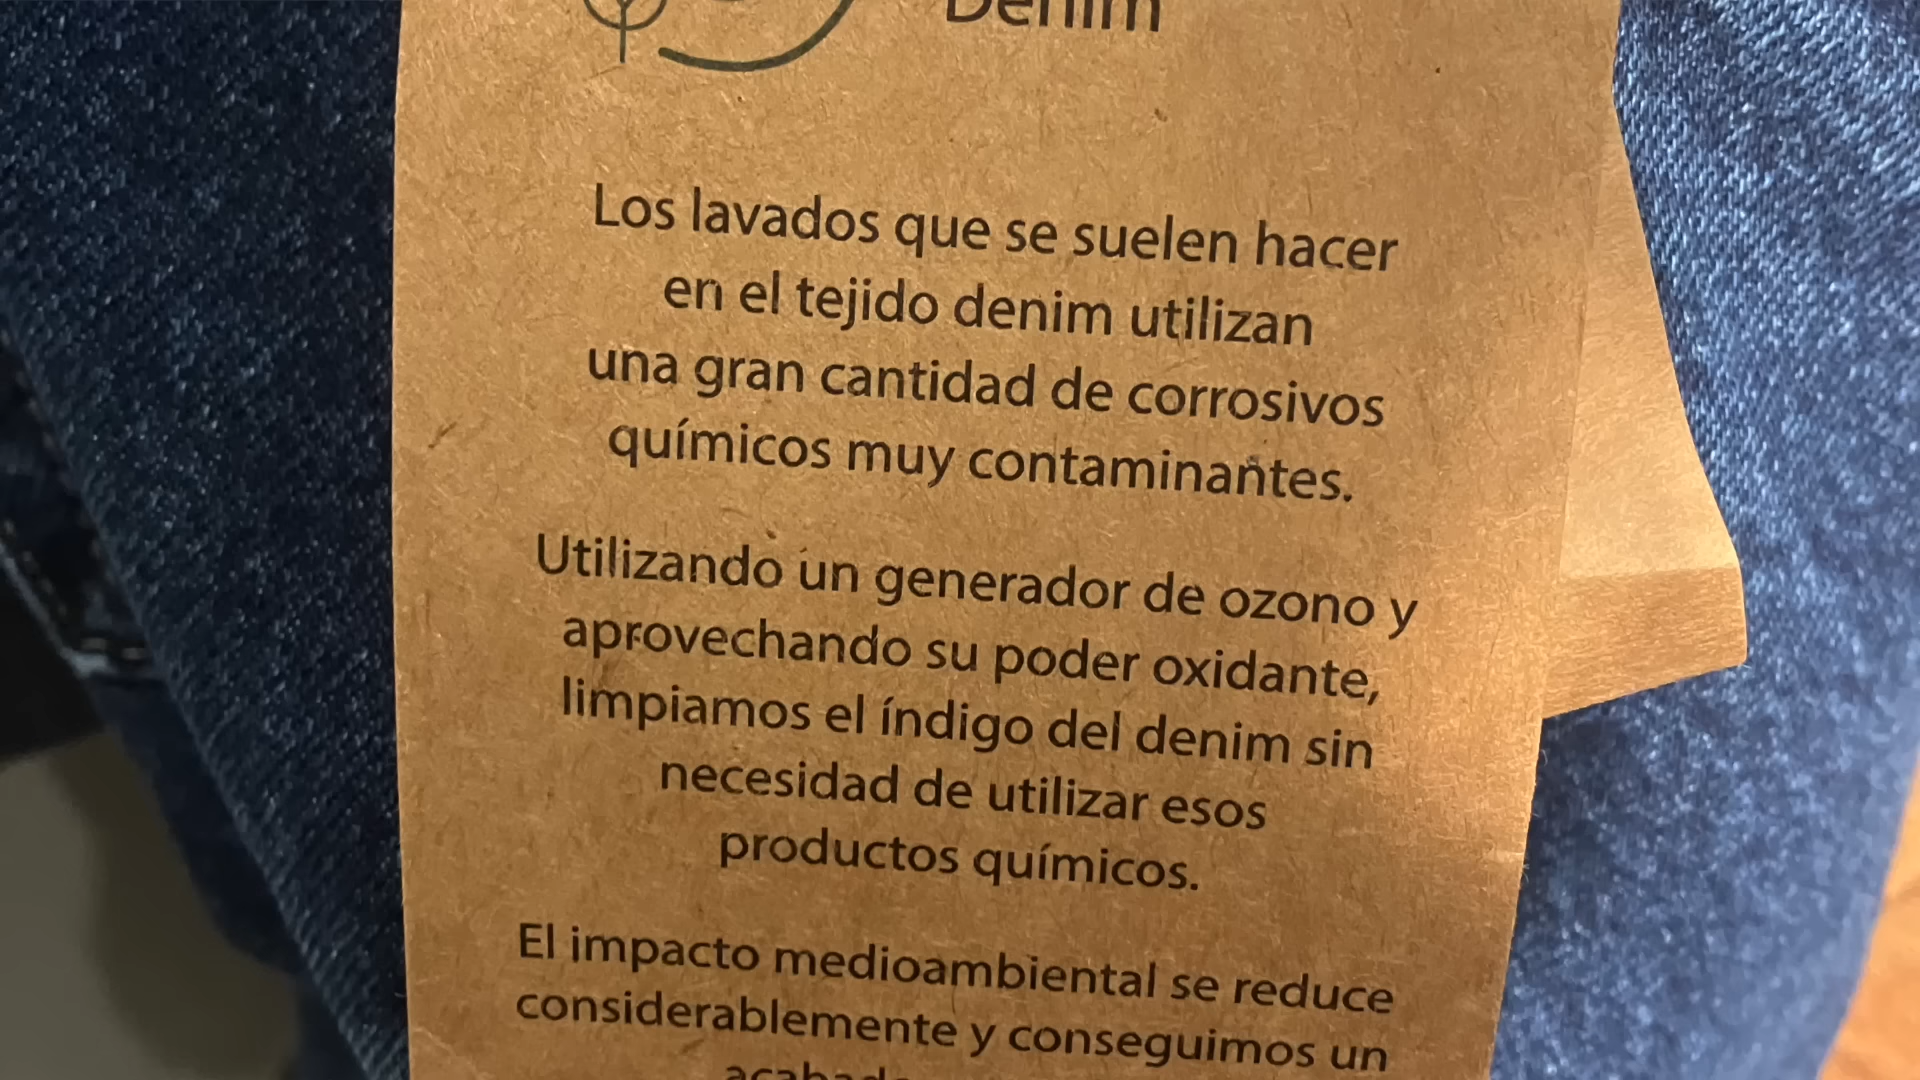 Denim
Los lavados que se suelen hacer
en el tejido denim utilizan
una gran cantidad de corrosivos
químicos muy contaminantes.
Utilizando un generador de ozono y
aprovechando su poder oxidante,
limpiamos el índigo del denim sin
necesidad de utilizar esos
productos químicos.
El impacto medioambiental se reduce
considerablemente y conseguimos un